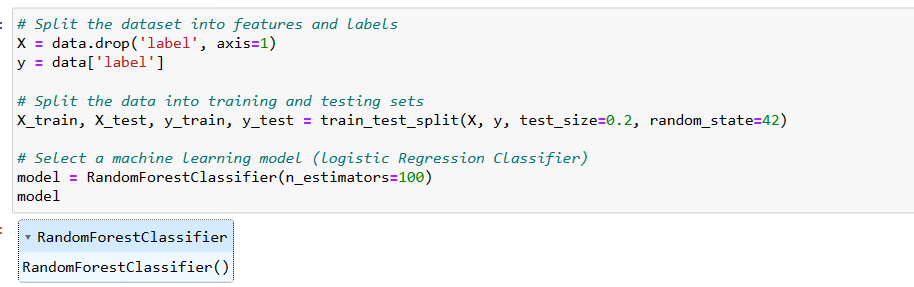 # Split the dataset into features and labels
X = data.drop('label', axis=1)
y = data['label']
# Split the data into training and testing sets
X_train, X_test, y_train, y_test = train_test_split(X, y, test_size=0.2, random_state=42)
# Select a machine learning model (logistic Regression Classifier)
model = RandomForestClassifier(n_estimators=100)
model
▾ RandomForestClassifier
RandomForestClassifier()